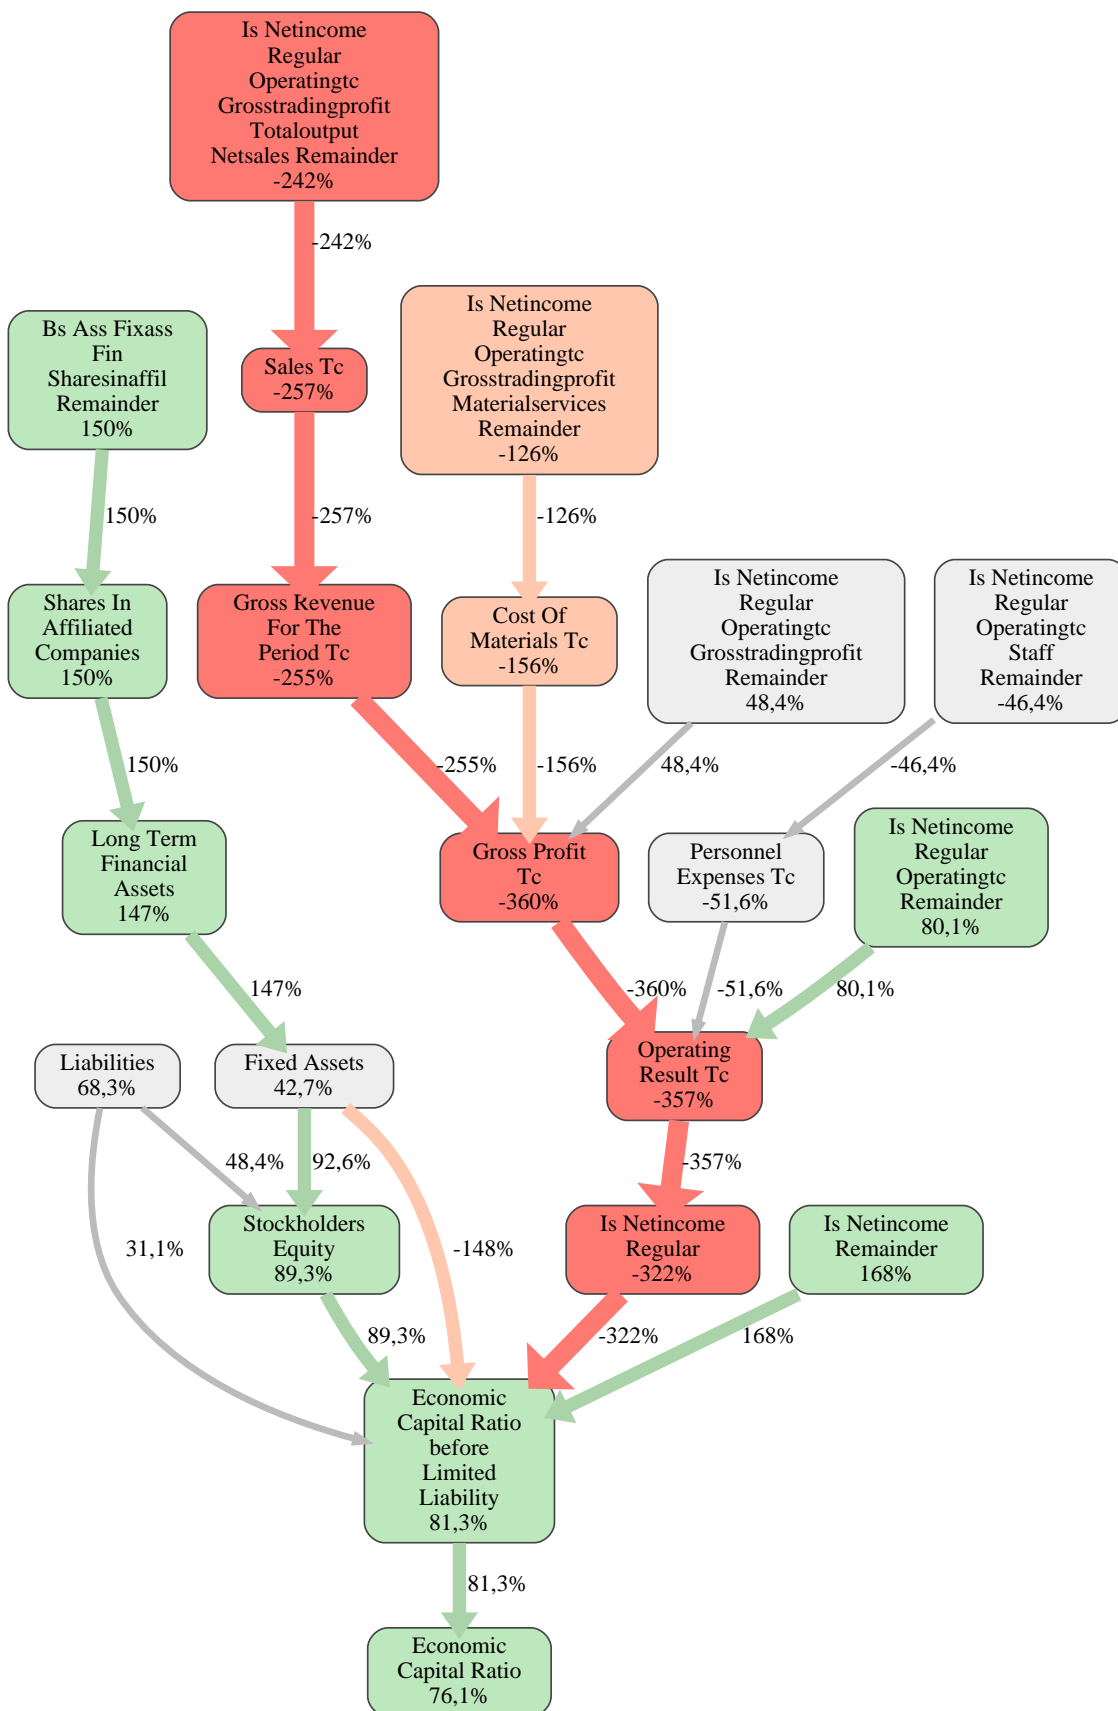 Is Netincome
Regular
Operatingtc
Grosstradingprofit
Totaloutput
Netsales Remainder
-242%
-242%
Bs Ass Fixass
Fin
Sharesinaffil
Remainder
150%
Sales Tc
-257%
Is Netincome
Regular
Operatingtc
Grosstradingprofit
Materialservices
Remainder
-126%
150%
-257%
-126%
Shares In
Affiliated
Companies
150%
Gross Revenue
For The
Period Tc
-255%
Cost Of
Materials Tc
-156%
Is Netincome
Regular
Operatingtc
Grosstradingprofit
Remainder
48,4%
Is Netincome
Regular
Operatingtc
Staff
Remainder
-46,4%
150%
-255%
-156%
48,4%
-46,4%
Long Term
Financial
Assets
147%
Gross Profit
Tc
-360%
Personnel
Expenses Tc
-51,6%
Is Netincome
Regular
Operatingtc
Remainder
80,1%
147%
-360%
-51,6%
80,1%
Liabilities
68,3%
Fixed Assets
42,7%
Operating
Result Tc
-357%
48,4%
92,6%
-357%
31,1%
Stockholders
Equity
89,3%
-148%
Is Netincome
Regular
-322%
Is Netincome
Remainder
168%
89,3%
-322%
168%
Economic
Capital Ratio
before
Limited
Liability
81,3%
81,3%
Economic
Capital Ratio
76,1%